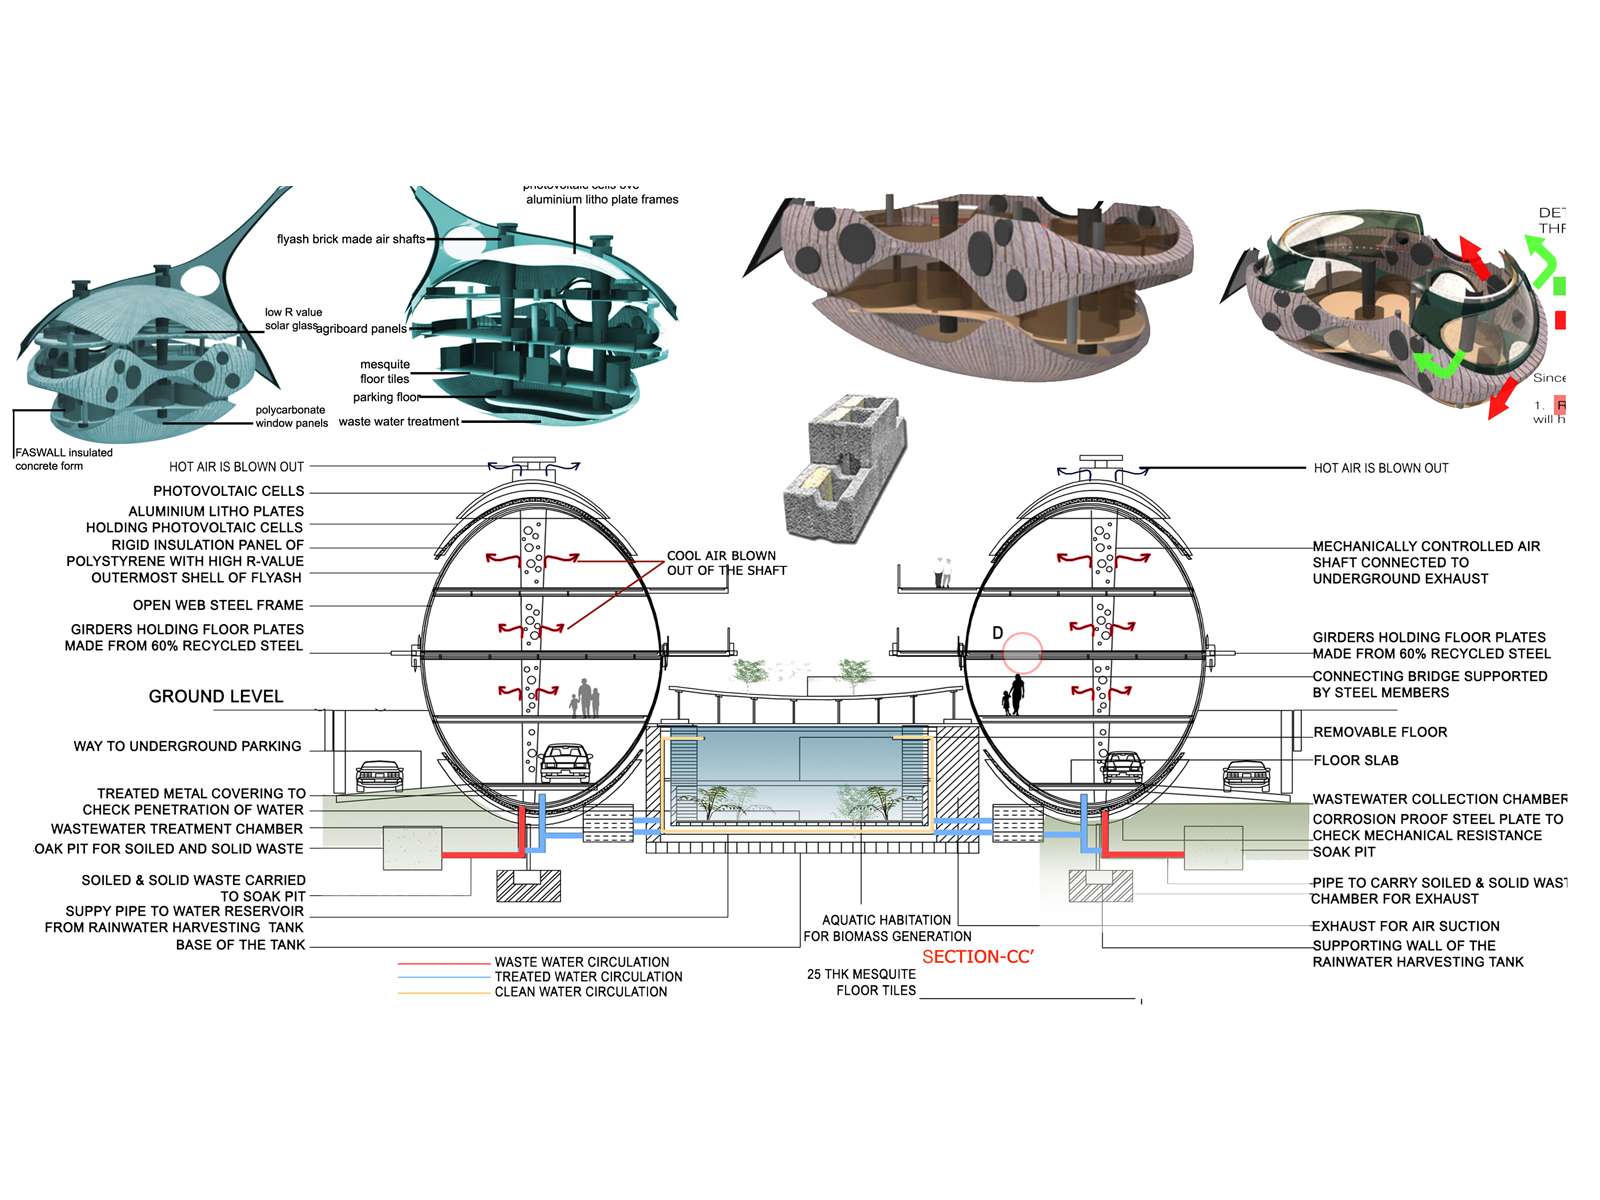 photovoltaic cells ove
aluminium litho plate frames
flyash brick made air shafts
low R value
solar glass
agriboard panels
mesquite
floor tiles
parking floor
polycarbonate
window panels
waste water treatment
FASWALL insulated
concrete form
DE
THE
Since
1. R
will h
HOT AIR IS BLOWN OUT
PHOTOVOLTAIC CELLS
ALUMINIUM LITHO PLATES
HOLDING PHOTOVOLTAIC CELLS
RIGID INSULATION PANEL OF
POLYSTYRENE WITH HIGH R-VALUE
OUTERMOST SHELL OF FLYASH
OPEN WEB STEEL FRAME
GIRDERS HOLDING FLOOR PLATES
MADE FROM 60% RECYCLED STEEL
GROUND LEVEL
WAY TO UNDERGROUND PARKING
TREATED METAL COVERING TO
CHECK PENETRATION OF WATER
WASTEWATER TREATMENT CHAMBER
OAK PIT FOR SOILED AND SOLID WASTE
SOILED & SOLID WASTE CARRIED
TO SOAK PIT
SUPPY PIPE TO WATER RESERVOIR
FROM RAINWATER HARVESTING TANK
BASE OF THE TANK
COOL AIR BLOWN
OUT OF THE SHAFT
D
HOT AIR IS BLOWN OUT
MECHANICALLY CONTROLLED AIR
SHAFT CONNECTED TO
UNDERGROUND EXHAUST
GIRDERS HOLDING FLOOR PLATES
MADE FROM 60% RECYCLED STEEL
CONNECTING BRIDGE SUPPORTED
BY STEEL MEMBERS
REMOVABLE FLOOR
FLOOR SLAB
WASTEWATER COLLECTION CHAMBER
CORROSION PROOF STEEL PLATE TO
CHECK MECHANICAL RESISTANCE
SOAK PIT
PIPE TO CARRY SOILED & SOLID WAST
CHAMBER FOR EXHAUST
EXHAUST FOR AIR SUCTION
SUPPORTING WALL OF THE
RAINWATER HARVESTING TANK
AQUATIC HABITATION
FOR BIOMASS GENERATION
SECTION-CC'
25 THK MESQUITE
FLOOR TILES
WASTE WATER CIRCULATION
TREATED WATER CIRCULATION
CLEAN WATER CIRCULATION